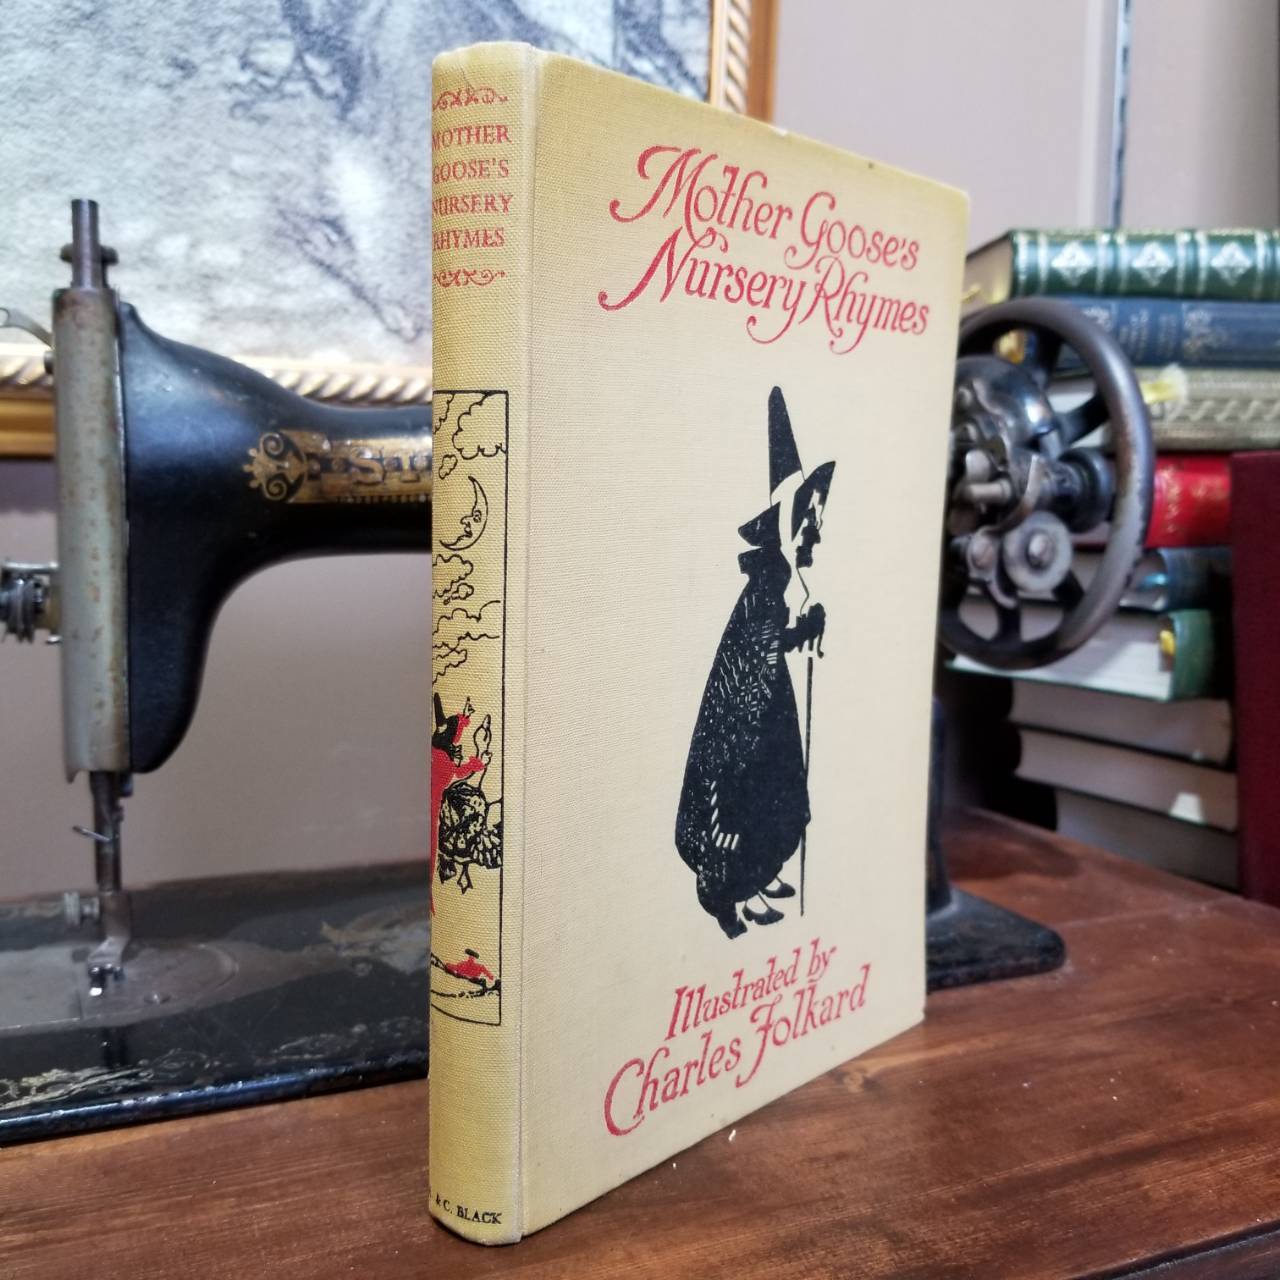 MOTHER
GOOSE'S
NURSERY
RHYMES
& C. BLACK
Mother Goose's
Nursery Rhymes
Illustrated by
Charles Folkard